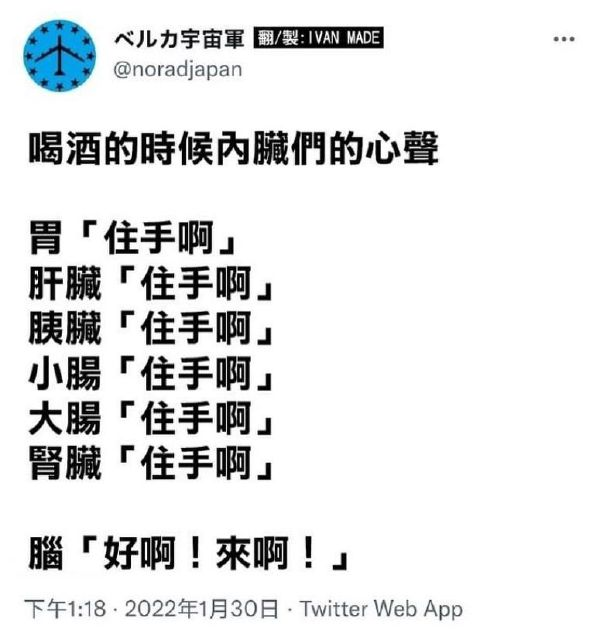 ベルカ宇宙軍 翻/製:IVAN MADE
@noradjapan
喝酒的時候內臟們的心聲
胃「住手啊」
肝臟「住手啊」
胰臟「住手啊」
小腸「住手啊」
大腸「住手啊」
腎臟「住手啊」
腦「好啊！來啊！」
下午1:18 · 2022年1月30日 · Twitter Web App